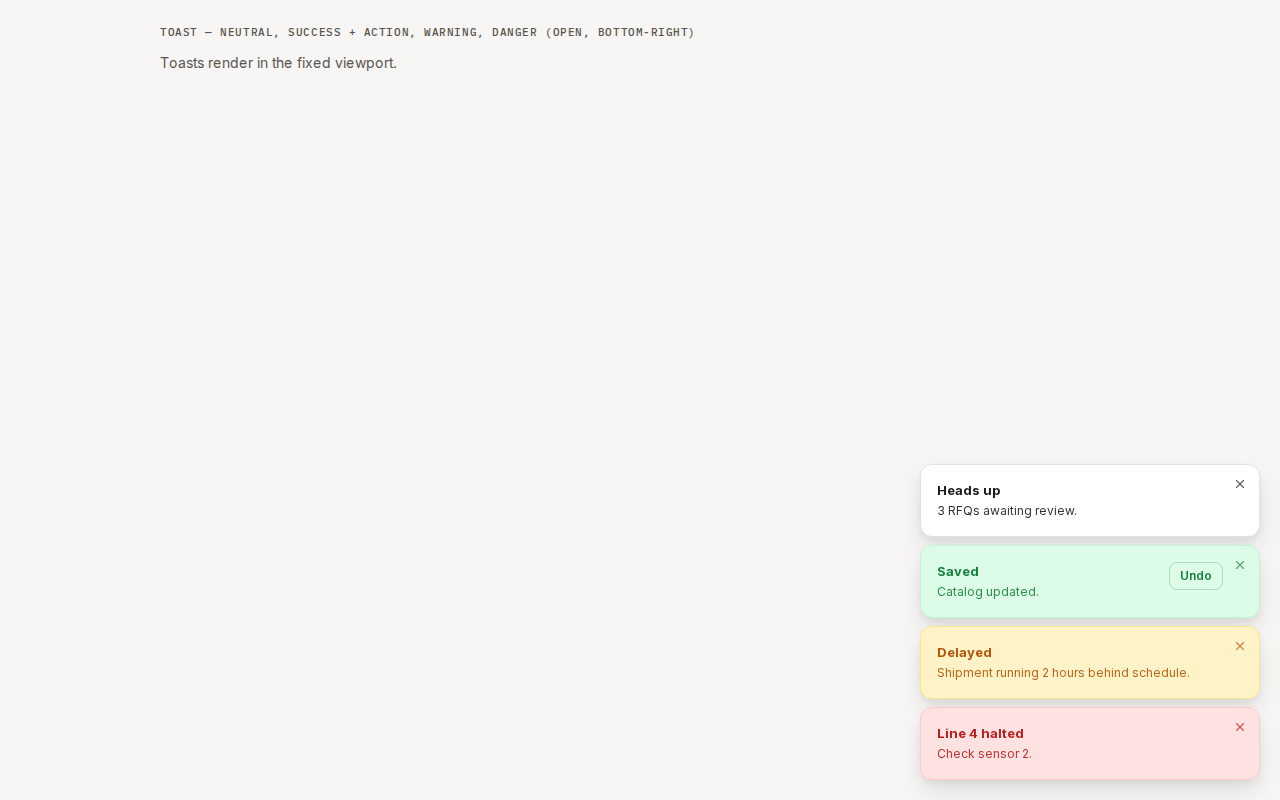 TOAST — NEUTRAL, SUCCESS + ACTION, WARNING, DANGER (OPEN, BOTTOM-RIGHT)
Toasts render in the fixed viewport.
Heads up
3 RFQs awaiting review.
Saved
Catalog updated.
Undo
Delayed
Shipment running 2 hours behind schedule.
Line 4 halted
Check sensor 2.